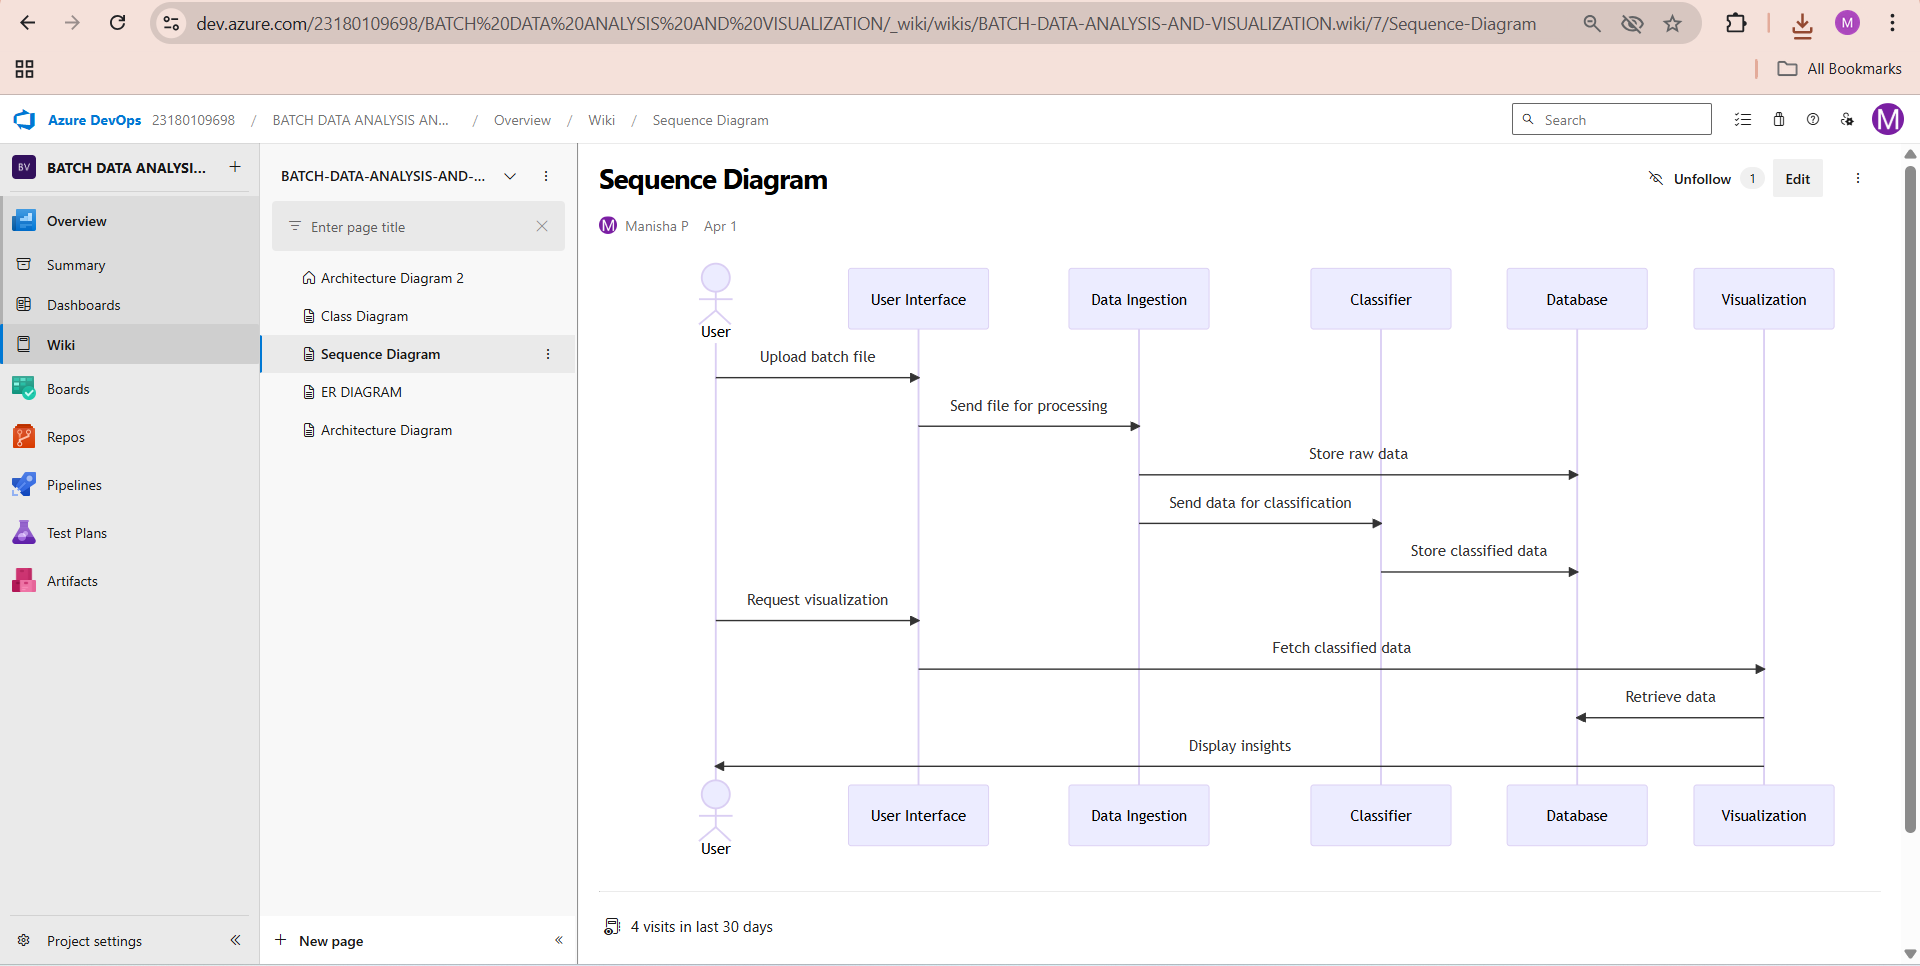 dev.azure.com/23180109698/BATCH%20DATA%20ANALYSIS%20AND%20VISUALIZATION/_wiki/wikis/BATCH-DATA-ANALYSIS-AND-VISUALIZATION.wiki/7/Sequence-Diagram
M
All Bookmarks
Azure DevOps 23180109698 / BATCH DATA ANALYSIS AN... / Overview / Wiki / Sequence Diagram
Search
M
BV BATCH DATA ANALYSI...
Overview
Summary
Dashboards
Wiki
Boards
Repos
Pipelines
Test Plans
Artifacts
Project settings
BATCH-DATA-ANALYSIS-AND-...
Enter page title
Architecture Diagram 2
Class Diagram
Sequence Diagram
ER DIAGRAM
Architecture Diagram
New page
Sequence Diagram
Unfollow 1
Edit
M Manisha P Apr 1
User
User Interface
Data Ingestion
Classifier
Database
Visualization
Upload batch file
Send file for processing
Store raw data
Send data for classification
Store classified data
Request visualization
Fetch classified data
Retrieve data
Display insights
User
User Interface
Data Ingestion
Classifier
Database
Visualization
4 visits in last 30 days